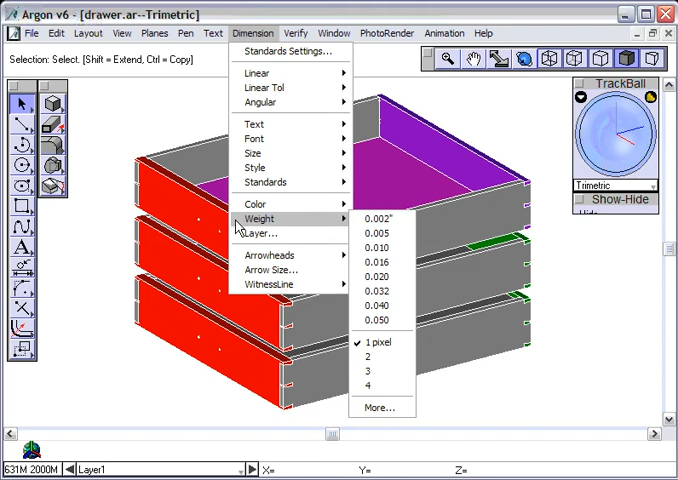 Argon v6 - [drawer.ar--Trimetric]
File Edit Layout Views Planes Pen Text Dimension Verify Window PhotoRender Animation Help
Selection: Select. [Shift = Extend, Ctrl = Copy)
Standards Settings...
Linear
Linear Tol
Angular
Text
Font
Size
Style
Standards
Color
Weight
Layer...
Arrowheads
Arrow Size...
WitnessLine
0.002"
0.005
0.010
0.016
0.020
0.032
0.040
0.050
1 pixel
2
3
4
More...
TrackBall
Trimetric
Show-Hide
631M 2000M Layer1 X= Y= Z=